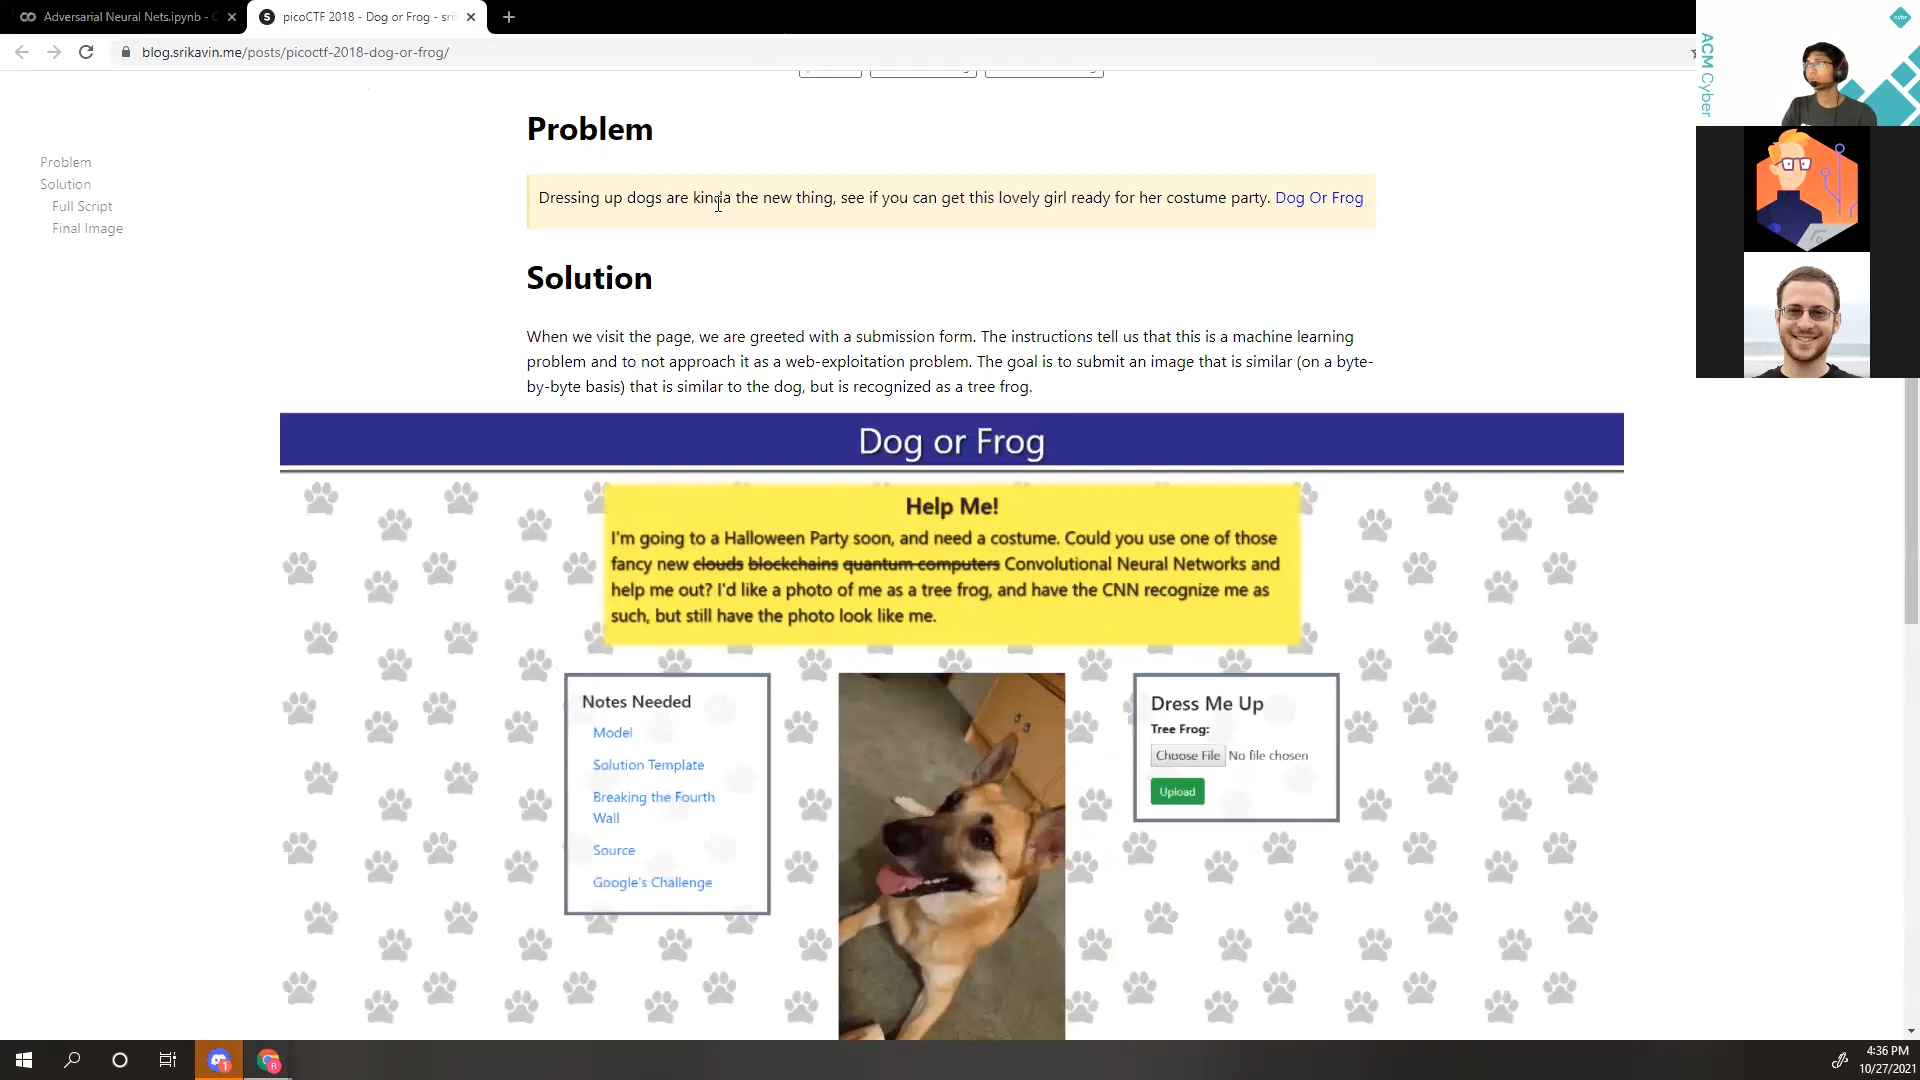 Adversarial Neural Nets.ipynb - C
picoCTF 2018 - Dog or Frog - sri
blog.srikavin.me/posts/picoctf-2018-dog-or-frog/
ACM Cyber
cyber
Problem
Solution
Full Script
Final Image
Problem
Dressing up dogs are kinda the new thing, see if you can get this lovely girl ready for her costume party. Dog Or Frog
Solution
When we visit the page, we are greeted with a submission form. The instructions tell us that this is a machine learning
problem and to not approach it as a web-exploitation problem. The goal is to submit an image that is similar (on a byte-
by-byte basis) that is similar to the dog, but is recognized as a tree frog.
Dog or Frog
Help Me!
I'm going to a Halloween Party soon, and need a costume. Could you use one of those
fancy new clouds blockchains quantum computers Convolutional Neural Networks and
help me out? I'd like a photo of me as a tree frog, and have the CNN recognize me as
such, but still have the photo look like me.
Notes Needed
Model
Solution Template
Breaking the Fourth
Wall
Source
Google's Challenge
Dress Me Up
Tree Frog:
Choose File No file chosen
Upload
4:36 PM
10/27/2021